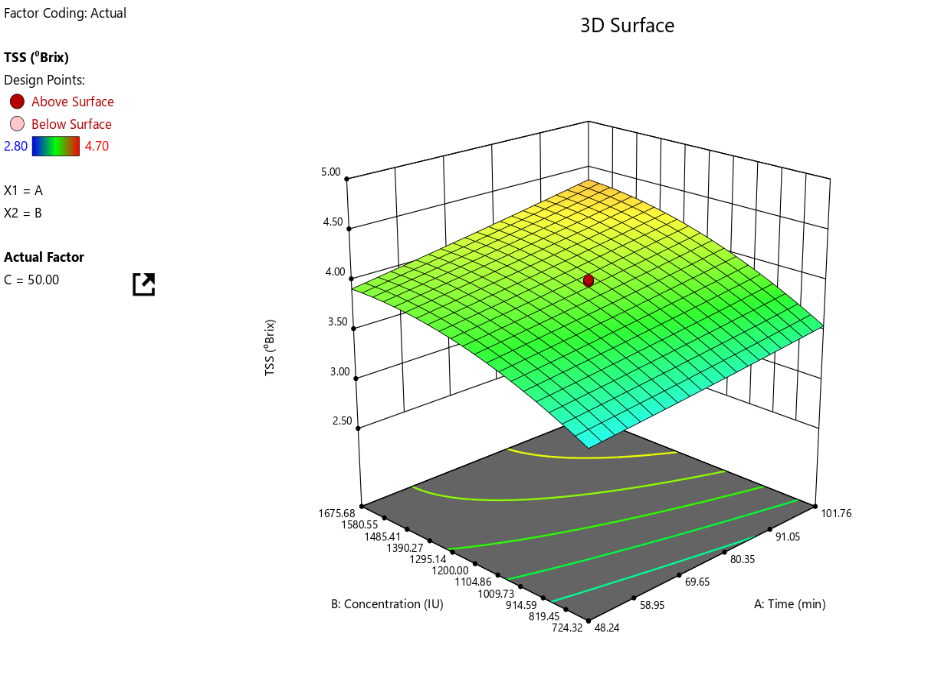 Factor Coding: Actual
3D Surface
TSS (⁰Brix)
Design Points:
Above Surface
Below Surface
2.80 4.70
X1 = A
X2 = B
Actual Factor
C = 50.00
5.00
4.50
4.00
3.50
3.00
2.50
TSS (⁰Brix)
1675.68
1580.55
1485.41
1390.27
1295.14
1200.00
1104.86
1009.73
914.59
819.45
724.32
B: Concentration (IU)
101.76
91.05
80.35
69.65
58.95
48.24
A: Time (min)